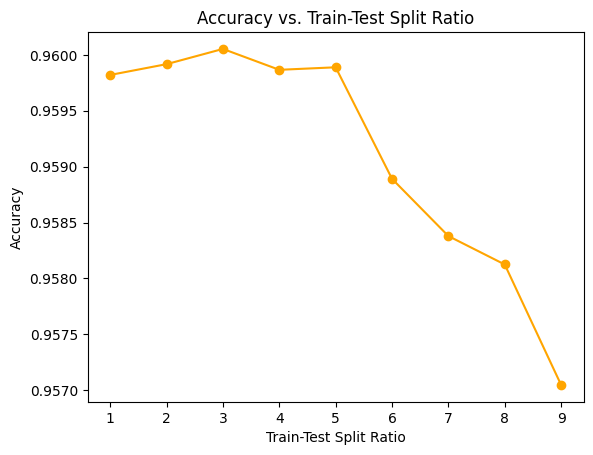 Accuracy vs. Train-Test Split Ratio
0.9600
0.9595
0.9590
0.9585
0.9580
0.9575
0.9570
Accuracy
1 2 3 4 5 6 7 8 9
Train-Test Split Ratio